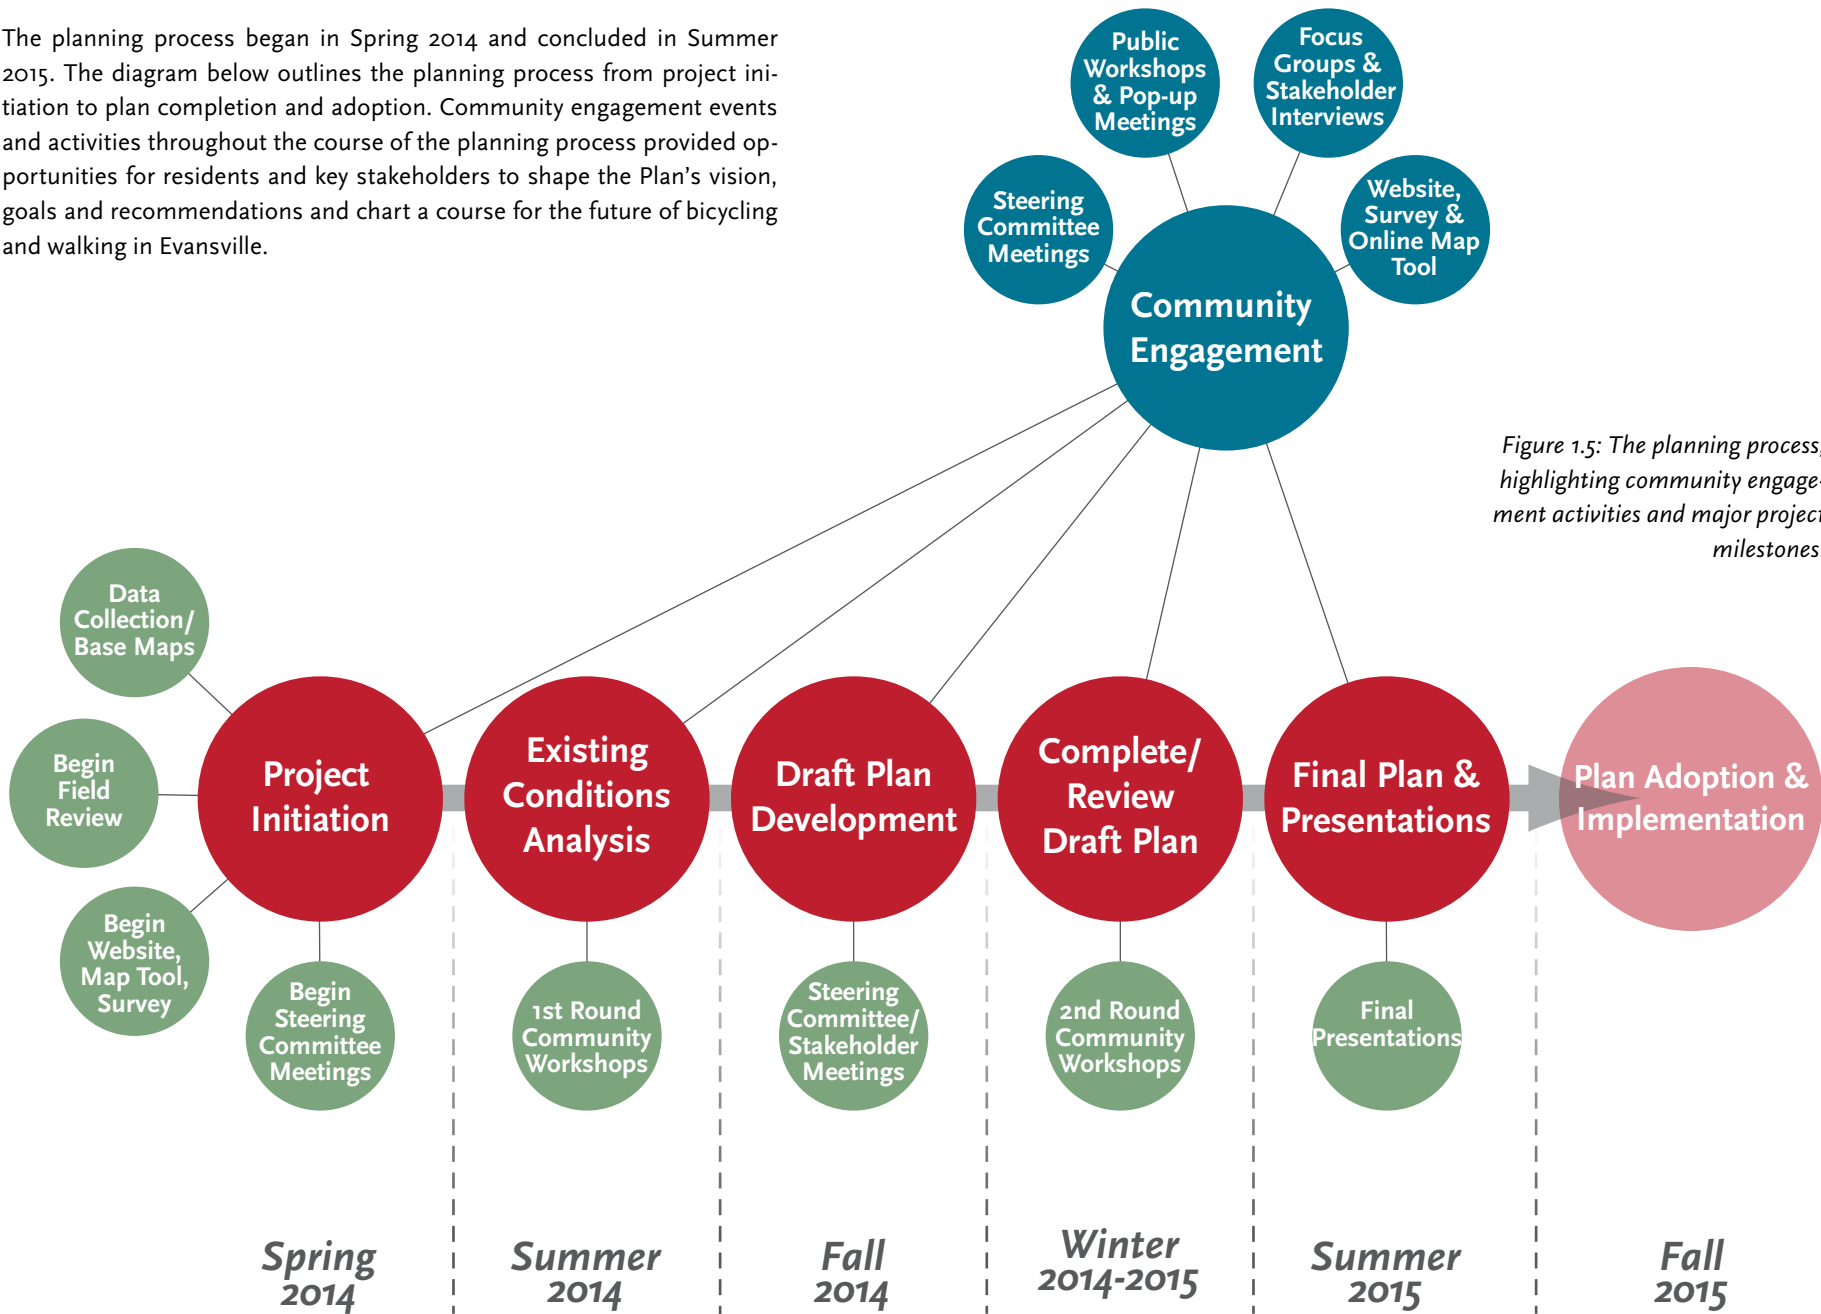 The planning process began in Spring 2014 and concluded in Summer
2015. The diagram below outlines the planning process from project ini-
tiation to plan completion and adoption. Community engagement events
and activities throughout the course of the planning process provided op-
portunities for residents and key stakeholders to shape the Plan's vision,
goals and recommendations and chart a course for the future of bicycling
and walking in Evansville.
Public
Workshops
& Pop-up
Meetings
Focus
Groups &
Stakeholder
Interviews
Steering
Committee
Meetings
Website,
Survey &
Online Map
Tool
Community
Engagement
Figure 1.5: The planning process,
highlighting community engage-
ment activities and major project
milestones.
Data
Collection/
Base Maps
Begin
Field
Review
Begin
Website,
Map Tool,
Survey
Project
Initiation
Existing
Conditions
Analysis
Draft Plan
Development
Complete/
Review
Draft Plan
Final Plan &
Presentations
Plan Adoption &
Implementation
Begin
Steering
Committee
Meetings
1st Round
Community
Workshops
Steering
Committee/
Stakeholder
Meetings
2nd Round
Community
Workshops
Final
Presentations
Spring
2014
Summer
2014
Fall
2014
Winter
2014-2015
Summer
2015
Fall
2015